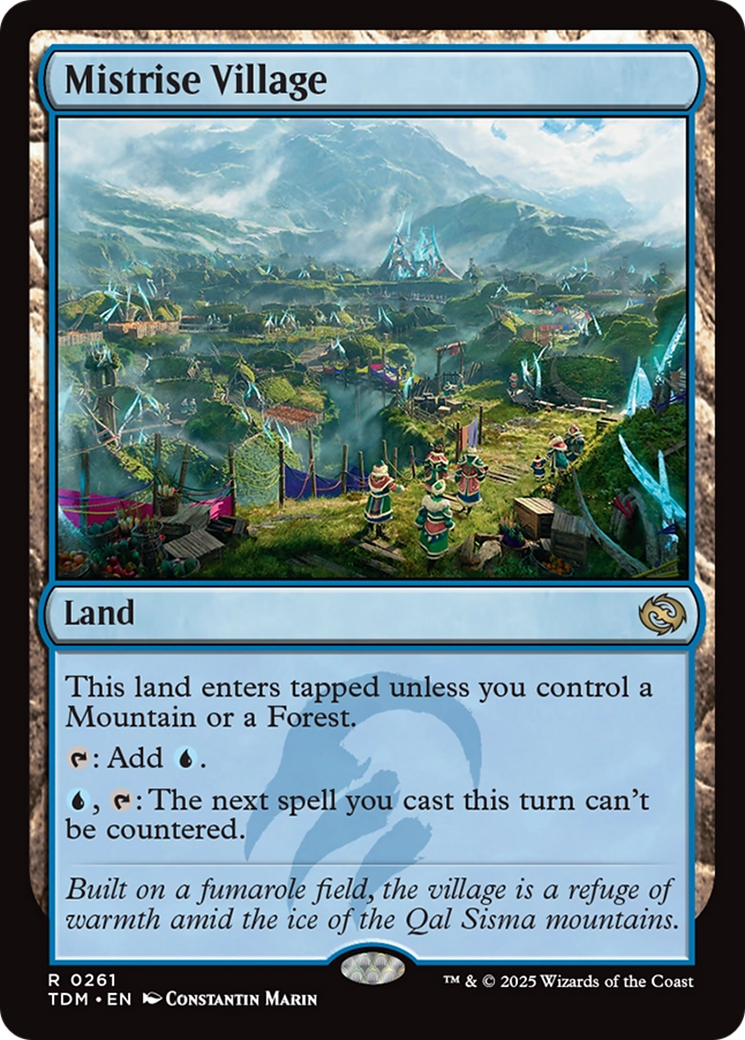 Mistrise Village
Land
This land enters tapped unless you control a
Mountain or a Forest.
: Add .
, : The next spell you cast this turn can't
be countered.
Built on a fumarole field, the village is a refuge of
warmth amid the ice of the Qal Sisma mountains.
R 0261
TDM • EN Constantin Marin
™ & © 2025 Wizards of the Coast